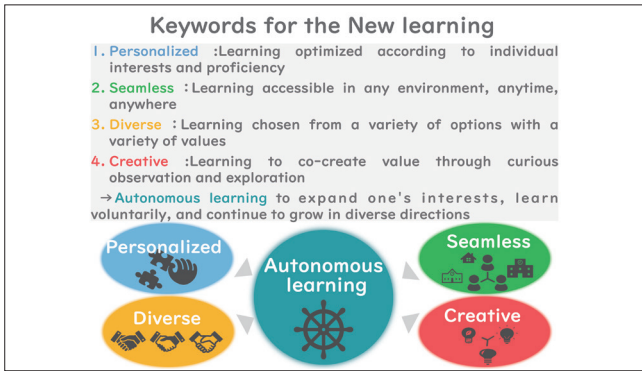 Keywords for the New learning
1. Personalized :Learning optimized according to individual
interests and proficiency
2. Seamless :Learning accessible in any environment, anytime,
anywhere
3. Diverse :Learning chosen from a variety of options with a
variety of values
4. Creative :Learning to co-create value through curious
observation and exploration
→Autonomous learning to expand one's interests, learn
voluntarily, and continue to grow in diverse directions
Personalized
Seamless
Autonomous
learning
Diverse
Creative